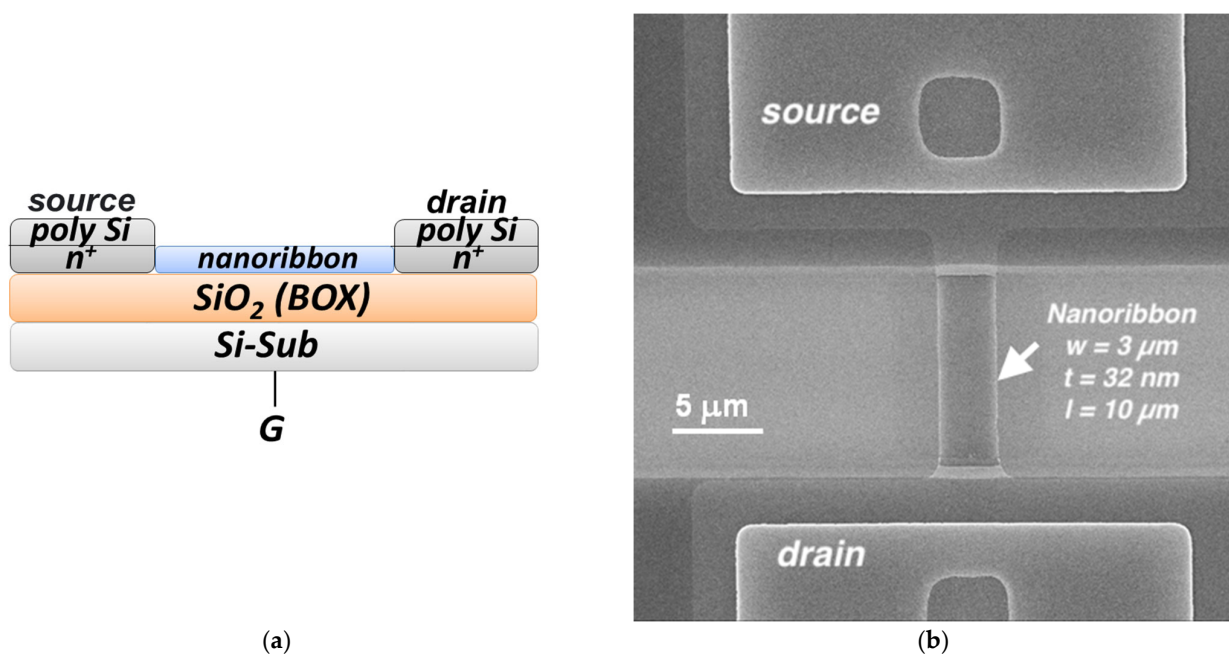 source
drain
poly Si
poly Si
n⁺
nanoribbon
n⁺
SiO₂ (BOX)
Si-Sub
G
(a)
source
Nanoribbon
w = 3 µm
t = 32 nm
l = 10 µm
5 µm
drain
(b)